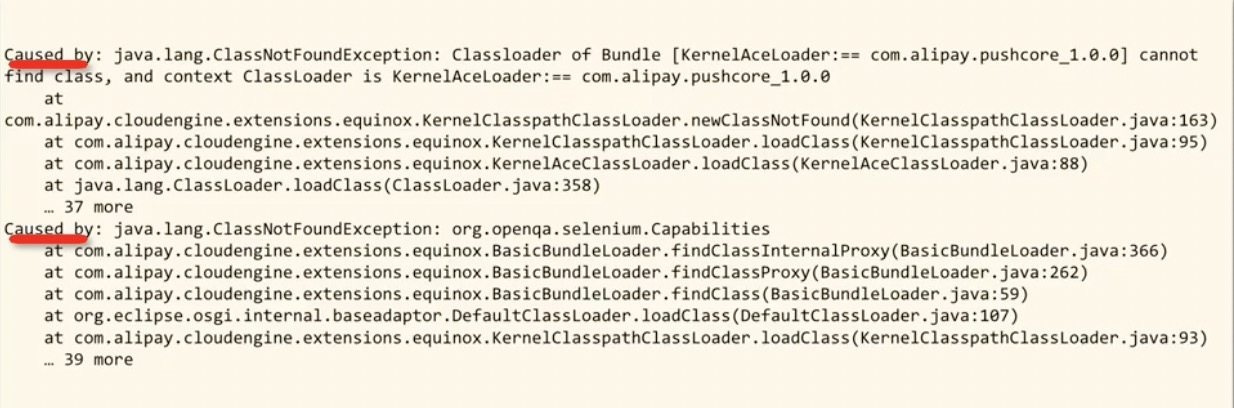 Caused by: java.lang.ClassNotFoundException: Classloader of Bundle [KernelAceLoader:== com.alipay.pushcore_1.0.0] cannot
find class, and context ClassLoader is KernelAceLoader:== com.alipay.pushcore_1.0.0
at
com.alipay.cloudengine.extensions.equinox.KernelClasspathClassLoader.newClassNotFound(KernelClasspathClassLoader.java:163)
at com.alipay.cloudengine.extensions.equinox.KernelClasspathClassLoader.loadClass(KernelClasspathClassLoader.java:95)
at com.alipay.cloudengine.extensions.equinox.KernelAceClassLoader.loadClass(KernelAceClassLoader.java:88)
at java.lang.ClassLoader.loadClass(ClassLoader.java:358)
… 37 more
Caused by: java.lang.ClassNotFoundException: org.openqa.selenium.Capabilities
at com.alipay.cloudengine.extensions.equinox.BasicBundleLoader.findClassInternalProxy(BasicBundleLoader.java:366)
at com.alipay.cloudengine.extensions.equinox.BasicBundleLoader.findClassProxy(BasicBundleLoader.java:262)
at com.alipay.cloudengine.extensions.equinox.BasicBundleLoader.findClass(BasicBundleLoader.java:59)
at org.eclipse.osgi.internal.baseadaptor.DefaultClassLoader.loadClass(DefaultClassLoader.java:107)
at com.alipay.cloudengine.extensions.equinox.KernelClasspathClassLoader.loadClass(KernelClasspathClassLoader.java:93)
… 39 more